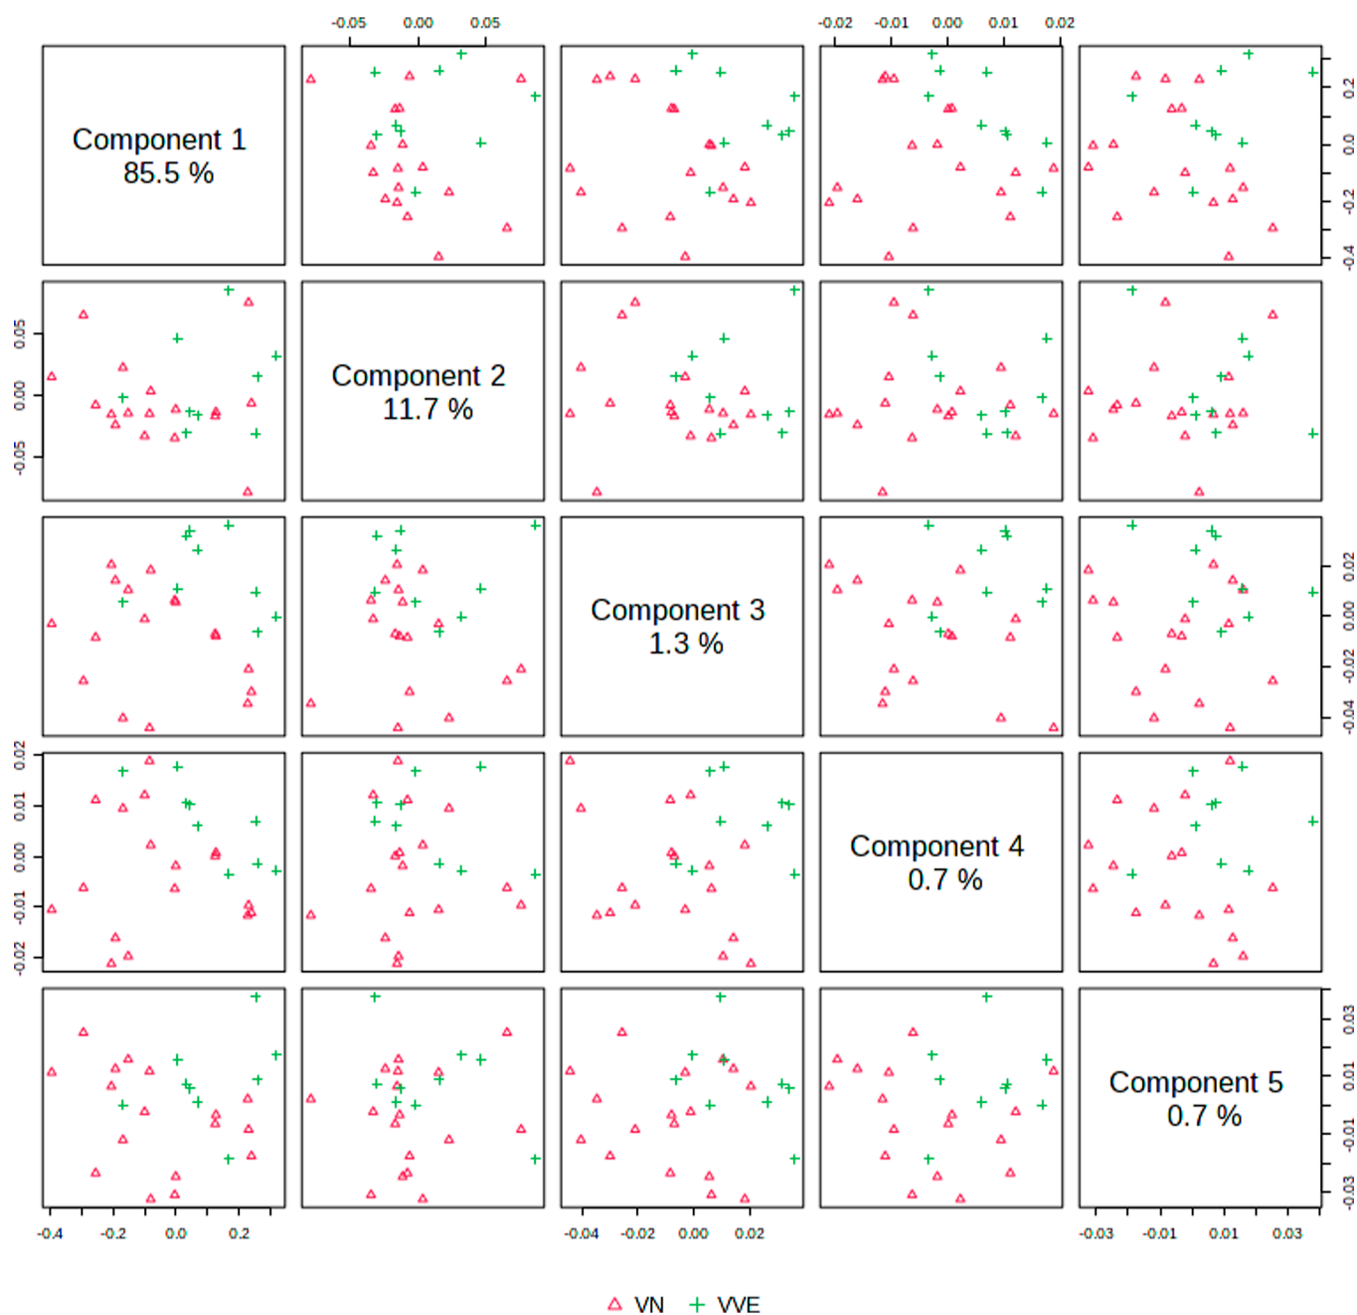 -0.05 0.00 0.05 -0.02 -0.01 0.00 0.01 0.02
Component 1
85.5 %
-0.4 -0.2 0.0 0.2
-0.05 0.00 0.05
Component 2
11.7 %
Component 3
1.3 %
-0.04 -0.02 0.00 0.02
-0.02 -0.01 0.00 0.01 0.02
Component 4
0.7 %
Component 5
0.7 %
-0.03 -0.01 0.01 0.03
-0.4 -0.2 0.0 0.2 -0.04 -0.02 0.00 0.02 -0.03 -0.01 0.01 0.03
VN VVE